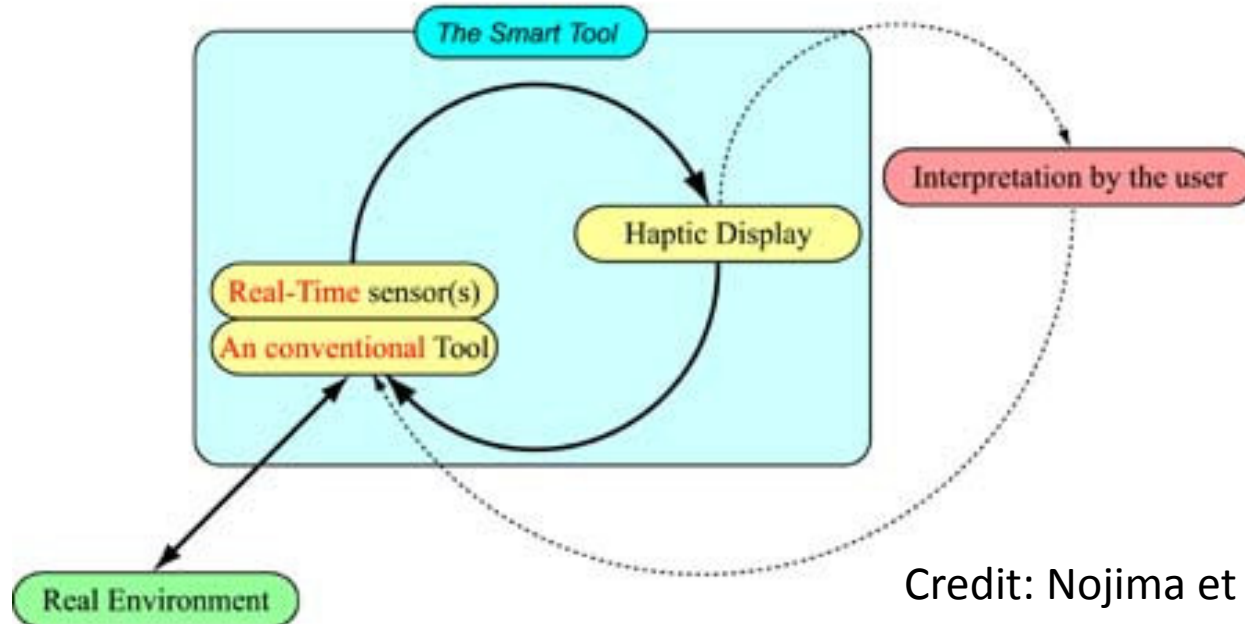 The Smart Tool
Interpretation by the user
Haptic Display
Real-Time sensor(s)
An conventional Tool
Real Environment
Credit: Nojima et